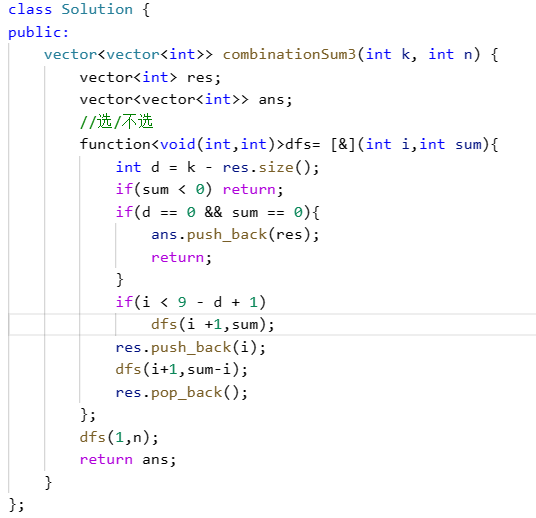 class Solution {
public:
    vector<vector<int>> combinationSum3(int k, int n) {
        vector<int> res;
        vector<vector<int>> ans;
        //选/不选
        function<void(int,int)>dfs= [&](int i,int sum){
            int d = k - res.size();
            if(sum < 0) return;
            if(d == 0 && sum == 0){
                ans.push_back(res);
                return;
            }
            if(i < 9 - d + 1)
                dfs(i +1,sum);
            res.push_back(i);
            dfs(i+1,sum-i);
            res.pop_back();
        };
        dfs(1,n);
        return ans;
    }
};